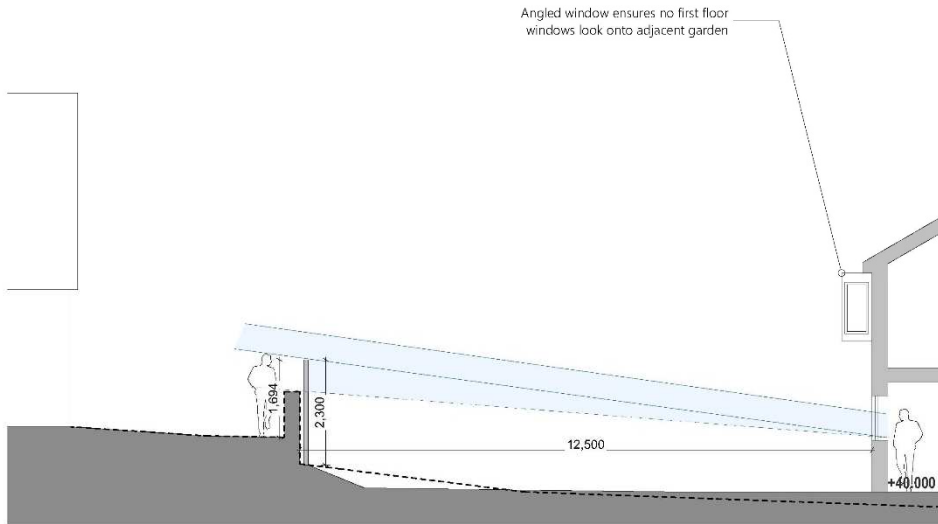 Angled window ensures no first floor
windows look onto adjacent garden
1,694
2,300
12,500
+40.000